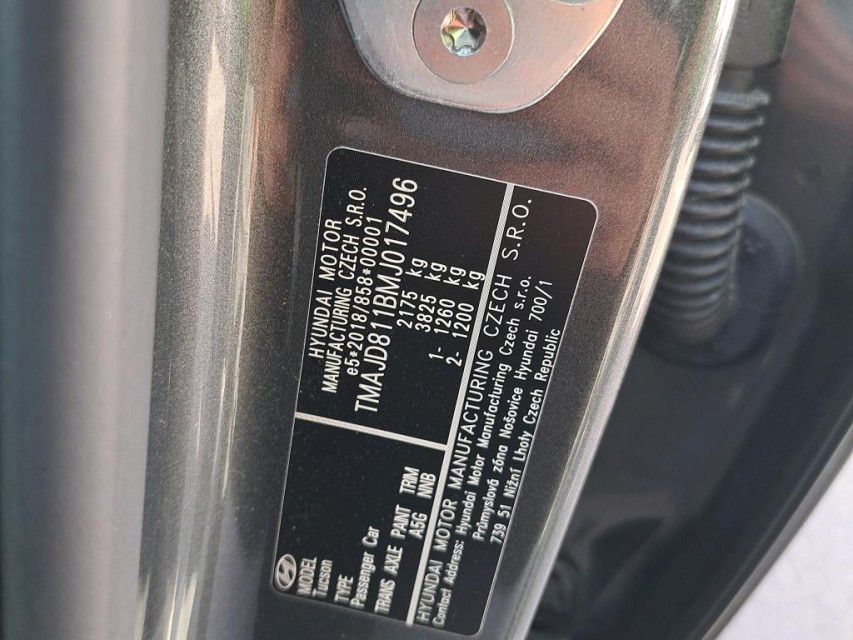 HYUNDAI MOTOR
MANUFACTURING CZECH S.R.O.
e5*2018/858*00001
TMAJD811BMJ017496
2175 kg
3825 kg
1- 1260 kg
2- 1200 kg
MODEL
Tucson
TYPE
Passenger Car
TRANS AXLE PAINT TRIM
A5G NNB
HYUNDAI MOTOR MANUFACTURING CZECH S.R.O.
Contact Address: Hyundai Motor Manufacturing Czech s.r.o.
Průmyslová zóna Nošovice Hyundai 700/1
739 51 Nižní Lhoty Czech Republic